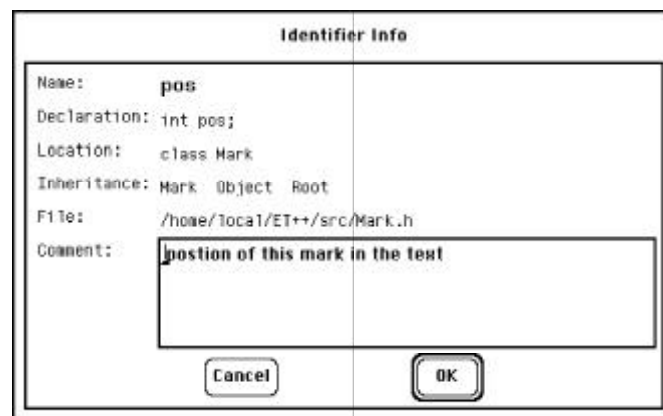 Identifier Info
Name: pos
Declaration: int pos;
Location: class Mark
Inheritance: Mark Object Root
File: /home/local/ET++/src/Mark.h
Comment: postion of this mark in the text
Cancel OK